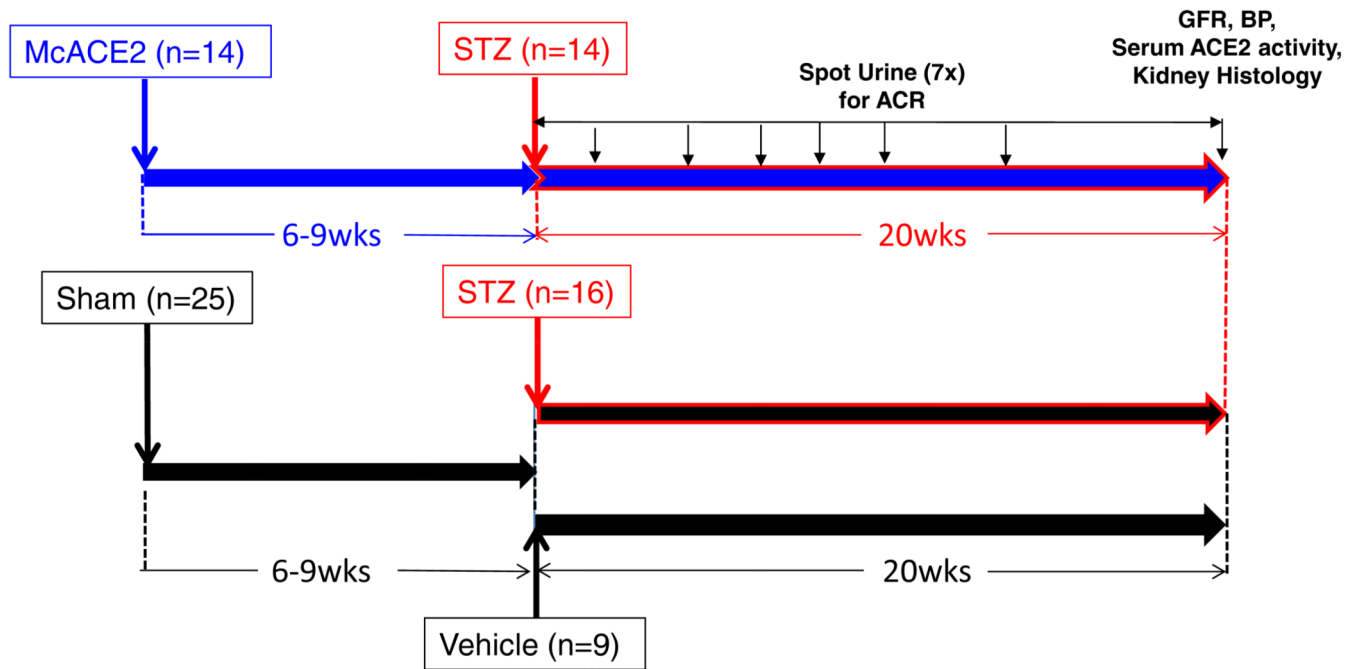 GFR, BP,
Serum ACE2 activity,
Kidney Histology
McACE2 (n=14)
STZ (n=14)
Spot Urine (7x)
for ACR
6-9wks
20wks
Sham (n=25)
STZ (n=16)
6-9wks
20wks
Vehicle (n=9)